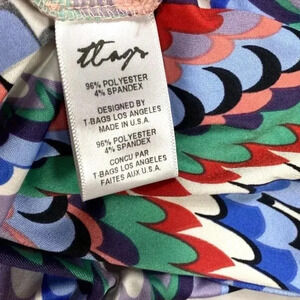 tbags
96% POLYESTER
4% SPANDEX
DESIGNED BY
T-BAGS LOS ANGELES
MADE IN U.S.A.
96% POLYESTER
4% SPANDEX
CONCU PAR
T-BAGS LOS ANGELES
FAITES AUX U.S.A.